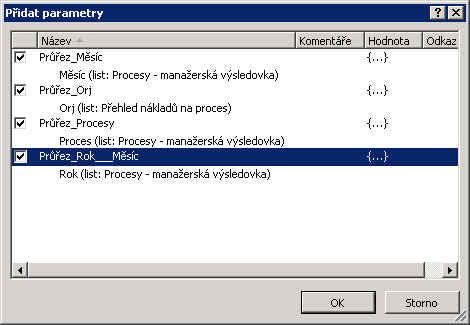 Přidat parametry
Název Komentáře Hodnota Odkaz
Průřez_Měsíc {...}
Měsíc (list: Procesy - manažerská výsledovka)
Průřez_Orj {...}
Orj (list: Přehled nákladů na proces)
Průřez_Procesy {...}
Proces (list: Procesy - manažerská výsledovka)
Průřez_Rok___Měsíc {...}
Rok (list: Procesy - manažerská výsledovka)
OK Storno